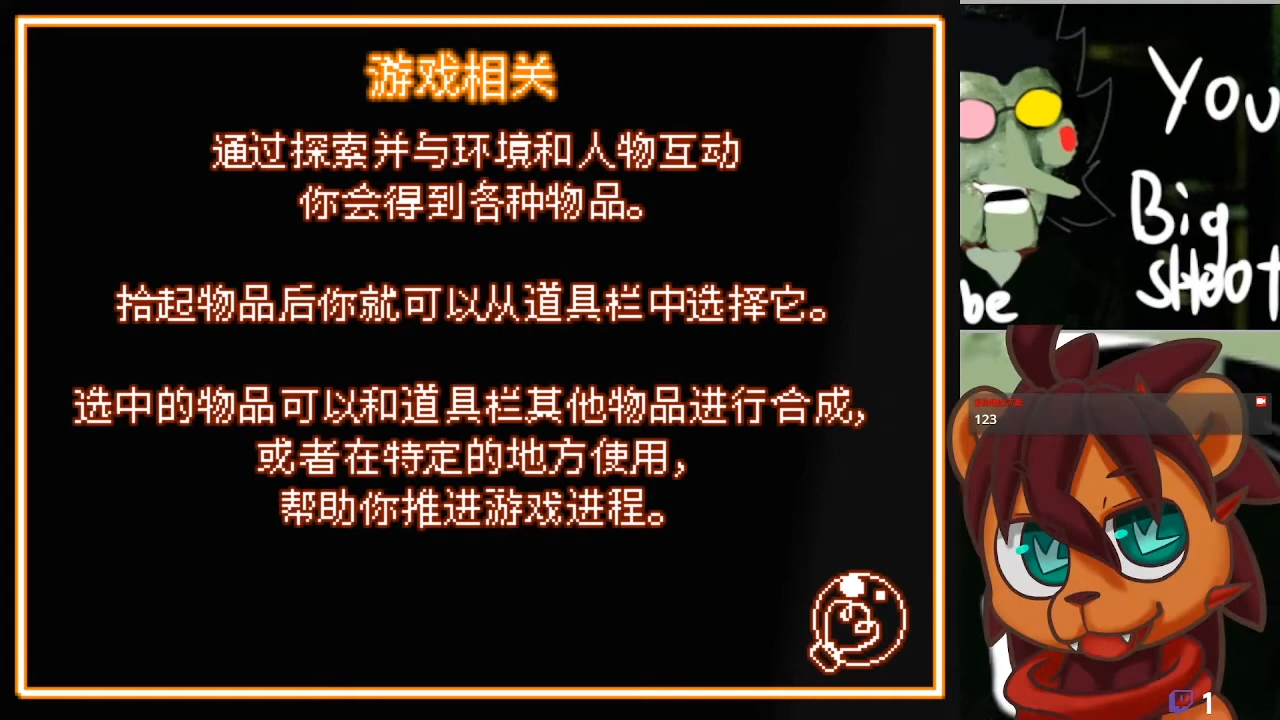 游戏相关
通过探索并与环境和人物互动
你会得到各种物品。
拾起物品后你就可以从道具栏中选择它。
选中的物品可以和道具栏其他物品进行合成,
或者在特定的地方使用,
帮助你推进游戏进程。
You
Big
shoot
be
123
1